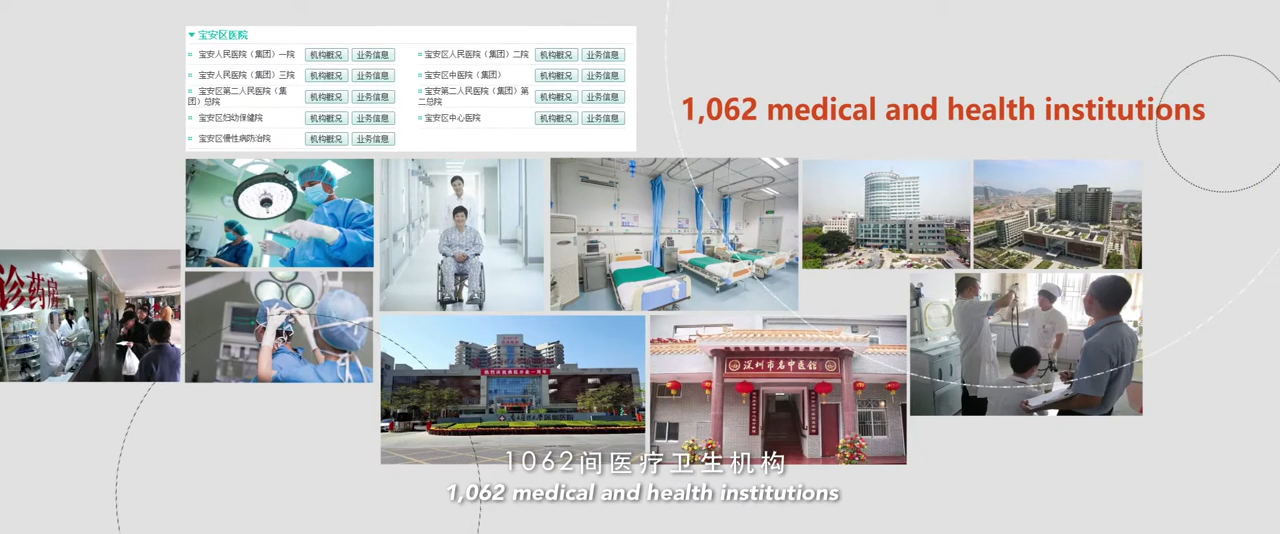 宝安区医院
宝安人民医院（集团）一院 机构概况 业务信息
宝安区人民医院（集团）二院 机构概况 业务信息
宝安人民医院（集团）三院 机构概况 业务信息
宝安区中医院（集团） 机构概况 业务信息
宝安区第二人民医院（集
团）总院 机构概况 业务信息
宝安第二人民医院（集团）第
二总院 机构概况 业务信息
宝安区妇幼保健院 机构概况 业务信息
宝安区中心医院 机构概况 业务信息
宝安区慢性病防治院 机构概况 业务信息
1,062 medical and health institutions
诊药房
深圳市名中医馆
1062间医疗卫生机构
1,062 medical and health institutions